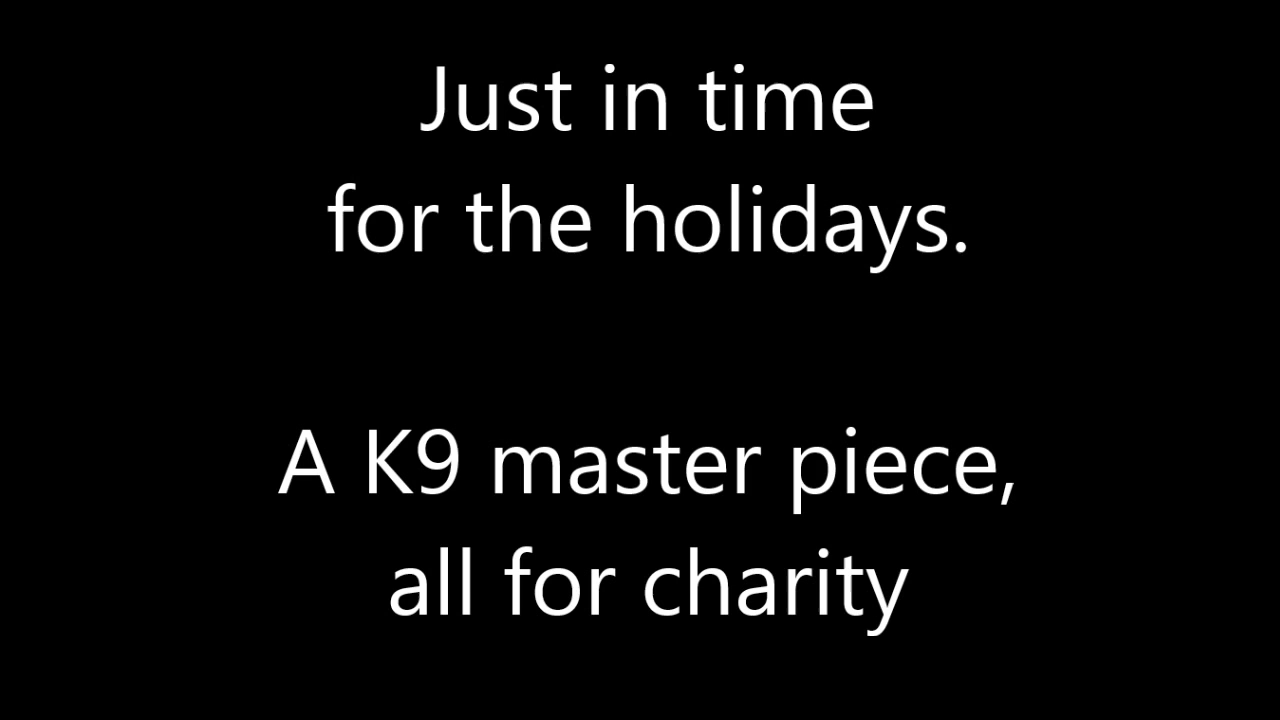 Just in time
for the holidays.
A K9 master piece,
all for charity